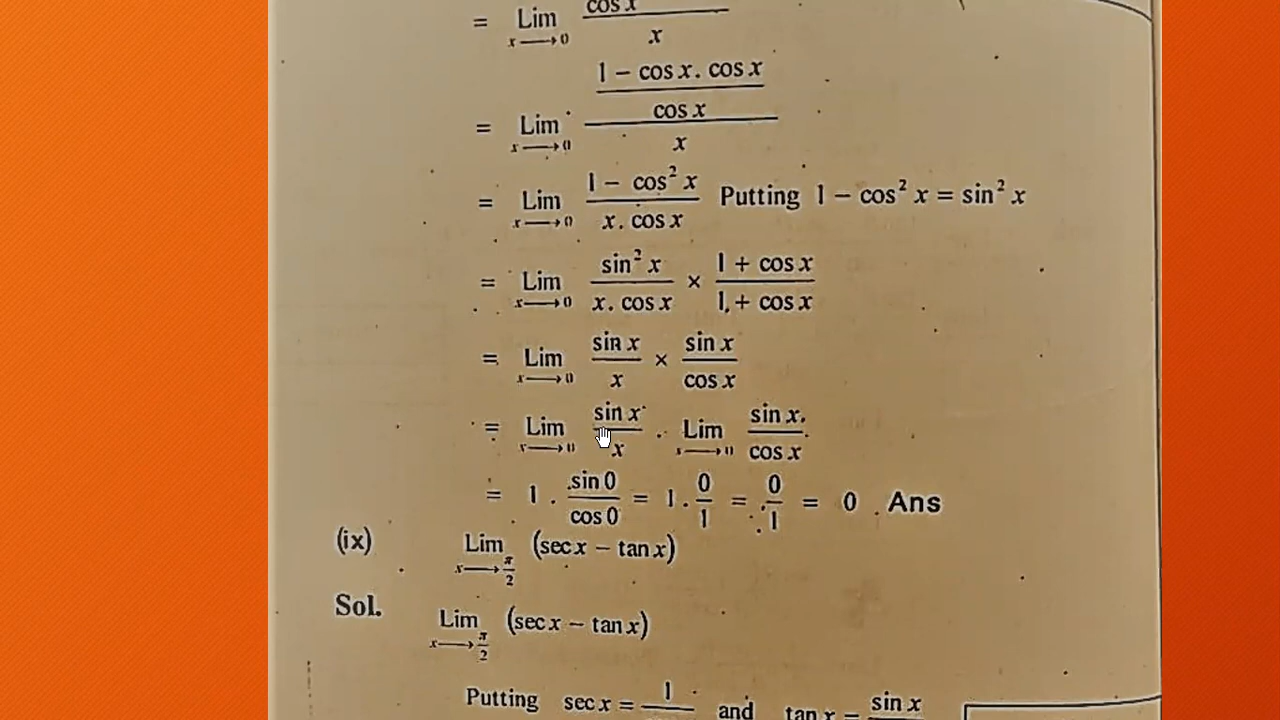 = Lim x→0 cos x / x
= Lim x→0 ((1 − cos x. cos x) / cos x) / x
= Lim x→0 (1 − cos² x) / (x. cos x) Putting 1 − cos² x = sin² x
= Lim x→0 sin² x / (x. cos x) × (1 + cos x) / (1 + cos x)
= Lim x→0 sin x / x × sin x / cos x
= Lim x→0 sin x / x . Lim x→0 sin x / cos x
= 1 . sin 0 / cos 0 = 1 . 0/1 = 0/1 = 0 . Ans
(ix) Lim x→π/2 (sec x − tan x)
Sol. Lim x→π/2 (sec x − tan x)
Putting sec x = 1 and tan x = sin x